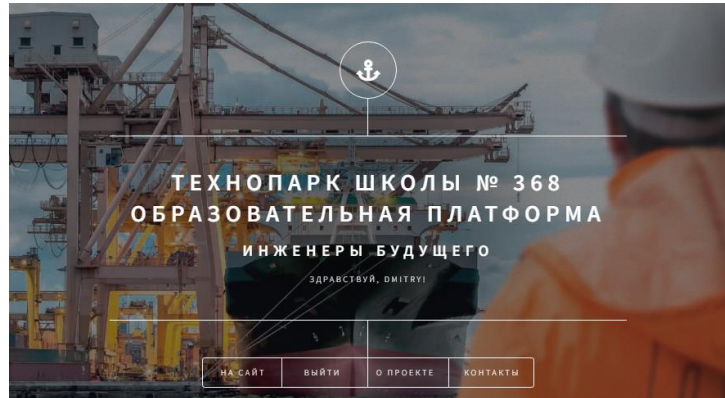 ТЕХНОПАРК ШКОЛЫ № 368
ОБРАЗОВАТЕЛЬНАЯ ПЛАТФОРМА
ИНЖЕНЕРЫ БУДУЩЕГО
ЗДРАВСТВУЙ, DMITRY!
НА САЙТ ВЫЙТИ О ПРОЕКТЕ КОНТАКТЫ